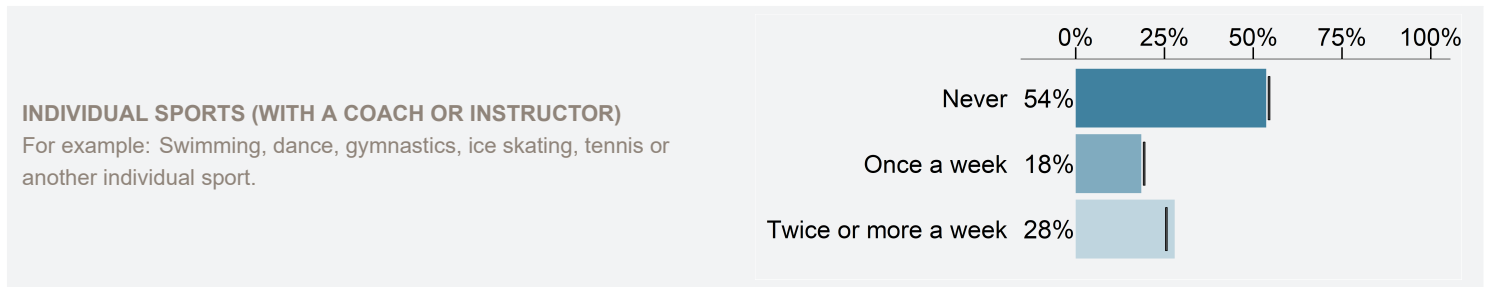 INDIVIDUAL SPORTS (WITH A COACH OR INSTRUCTOR)
For example: Swimming, dance, gymnastics, ice skating, tennis or
another individual sport.
0% 25% 50% 75% 100%
Never 54%
Once a week 18%
Twice or more a week 28%